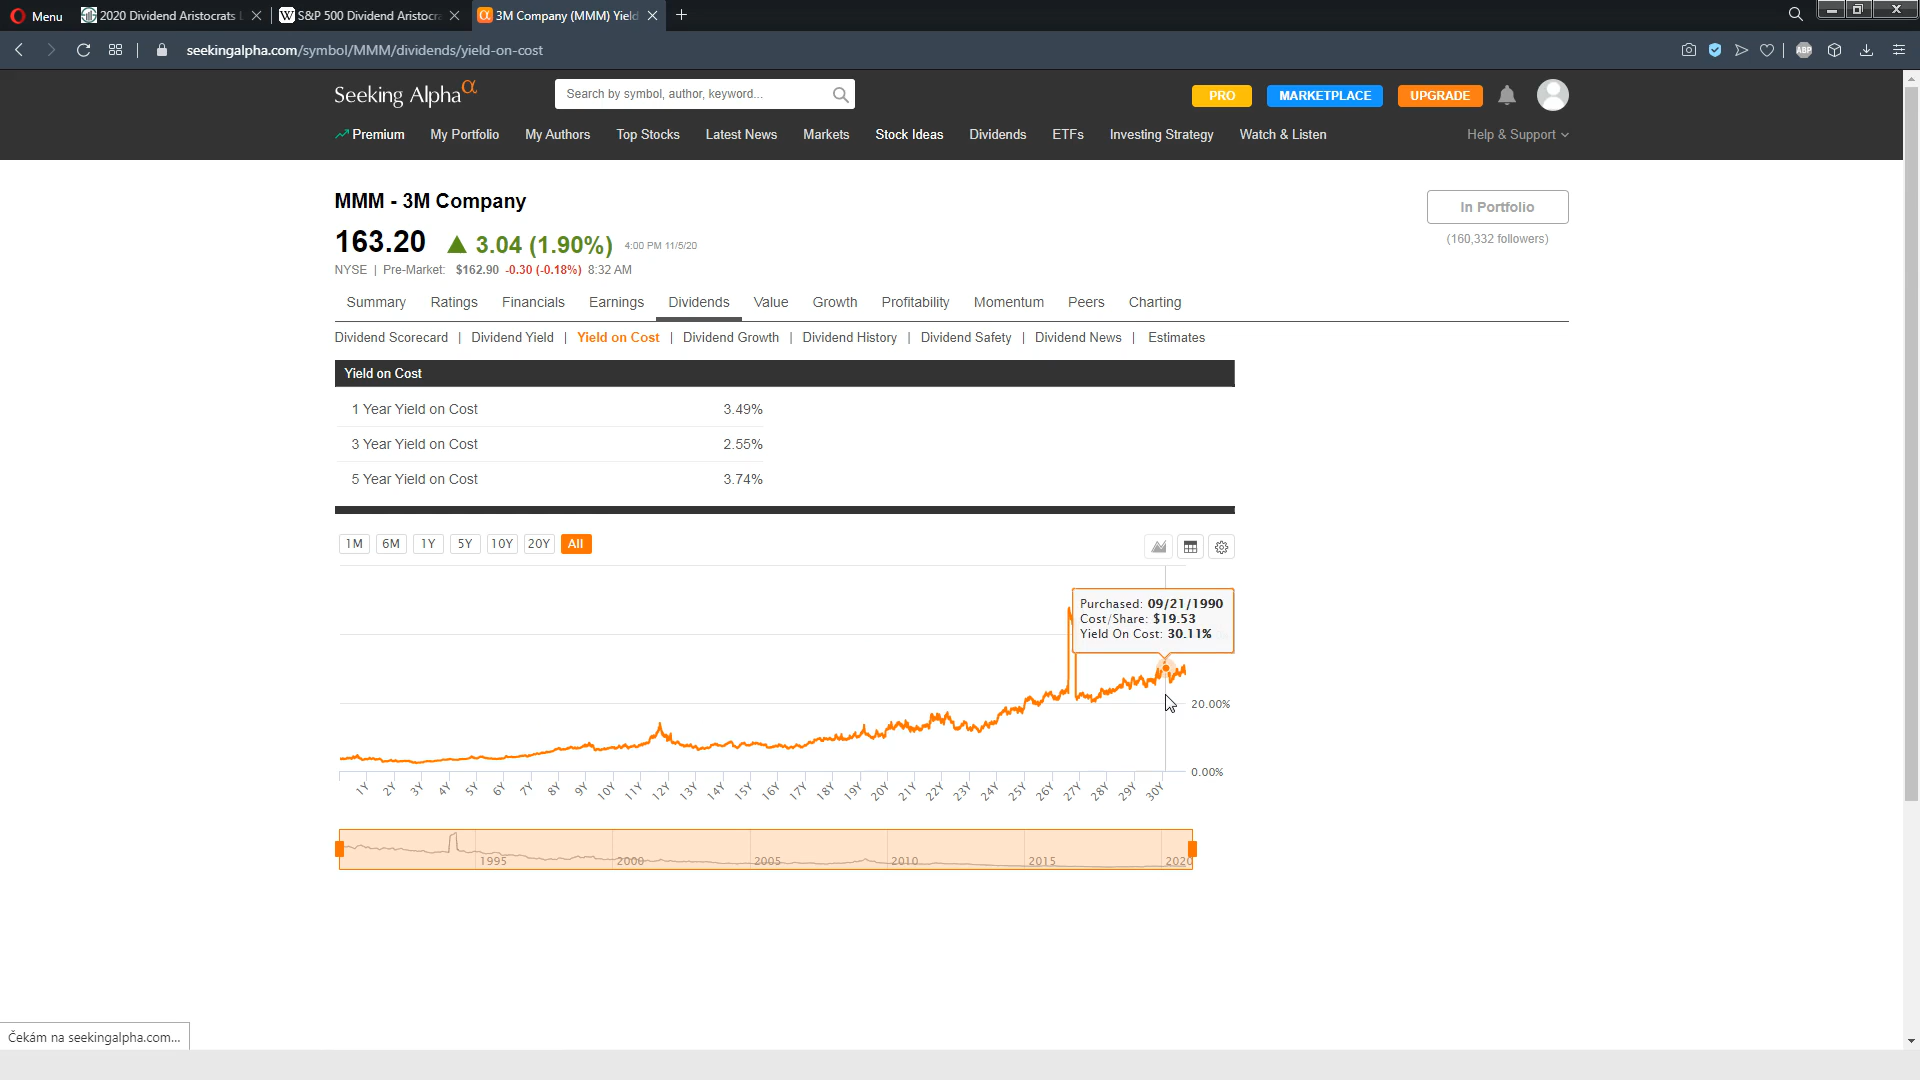 Menu
2020 Dividend Aristocrats
S&P 500 Dividend Aristocra
3M Company (MMM) Yield
seekingalpha.com/symbol/MMM/dividends/yield-on-cost
Seeking Alpha α
Search by symbol, author, keyword...
PRO
MARKETPLACE
UPGRADE
Premium My Portfolio My Authors Top Stocks Latest News Markets Stock Ideas Dividends ETFs Investing Strategy Watch & Listen Help & Support
MMM - 3M Company
In Portfolio
163.20 3.04 (1.90%) 4:00 PM 11/5/20
(160,332 followers)
NYSE | Pre-Market: $162.90 -0.30 (-0.18%) 8:32 AM
Summary Ratings Financials Earnings Dividends Value Growth Profitability Momentum Peers Charting
Dividend Scorecard | Dividend Yield | Yield on Cost | Dividend Growth | Dividend History | Dividend Safety | Dividend News | Estimates
Yield on Cost
1 Year Yield on Cost 3.49%
3 Year Yield on Cost 2.55%
5 Year Yield on Cost 3.74%
1M 6M 1Y 5Y 10Y 20Y All
Purchased: 09/21/1990
Cost/Share: $19.53
Yield On Cost: 30.11%
20.00%
0.00%
1Y 2Y 3Y 4Y 5Y 6Y 7Y 8Y 9Y 10Y 11Y 12Y 13Y 14Y 15Y 16Y 17Y 18Y 19Y 20Y 21Y 22Y 23Y 24Y 25Y 26Y 27Y 28Y 29Y 30Y
1995 2000 2005 2010 2015 2020
Čekám na seekingalpha.com...